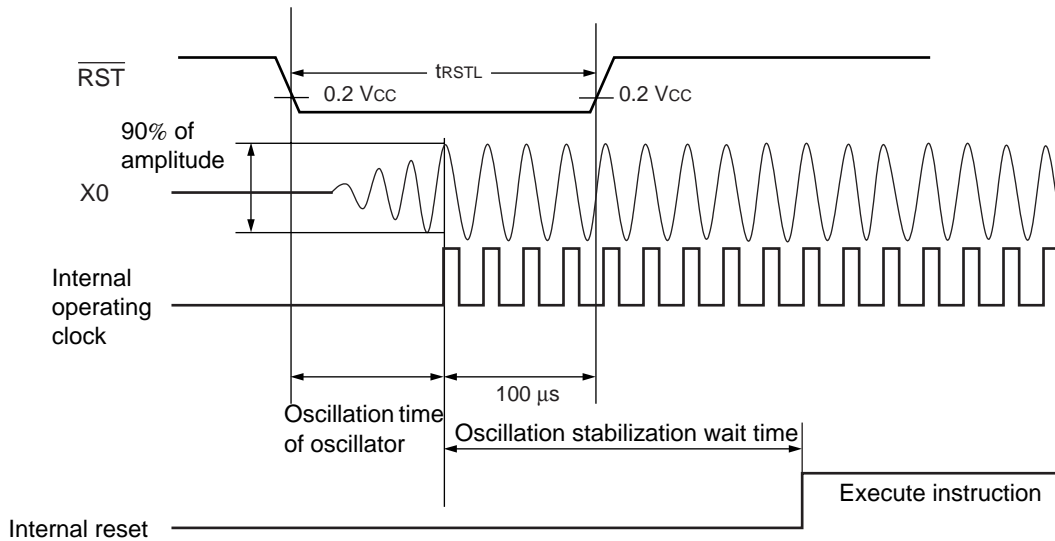 RST
tRSTL
0.2 VCC
0.2 VCC
90% of
amplitude
X0
Internal
operating
clock
100 μs
Oscillation time
of oscillator
Oscillation stabilization wait time
Execute instruction
Internal reset